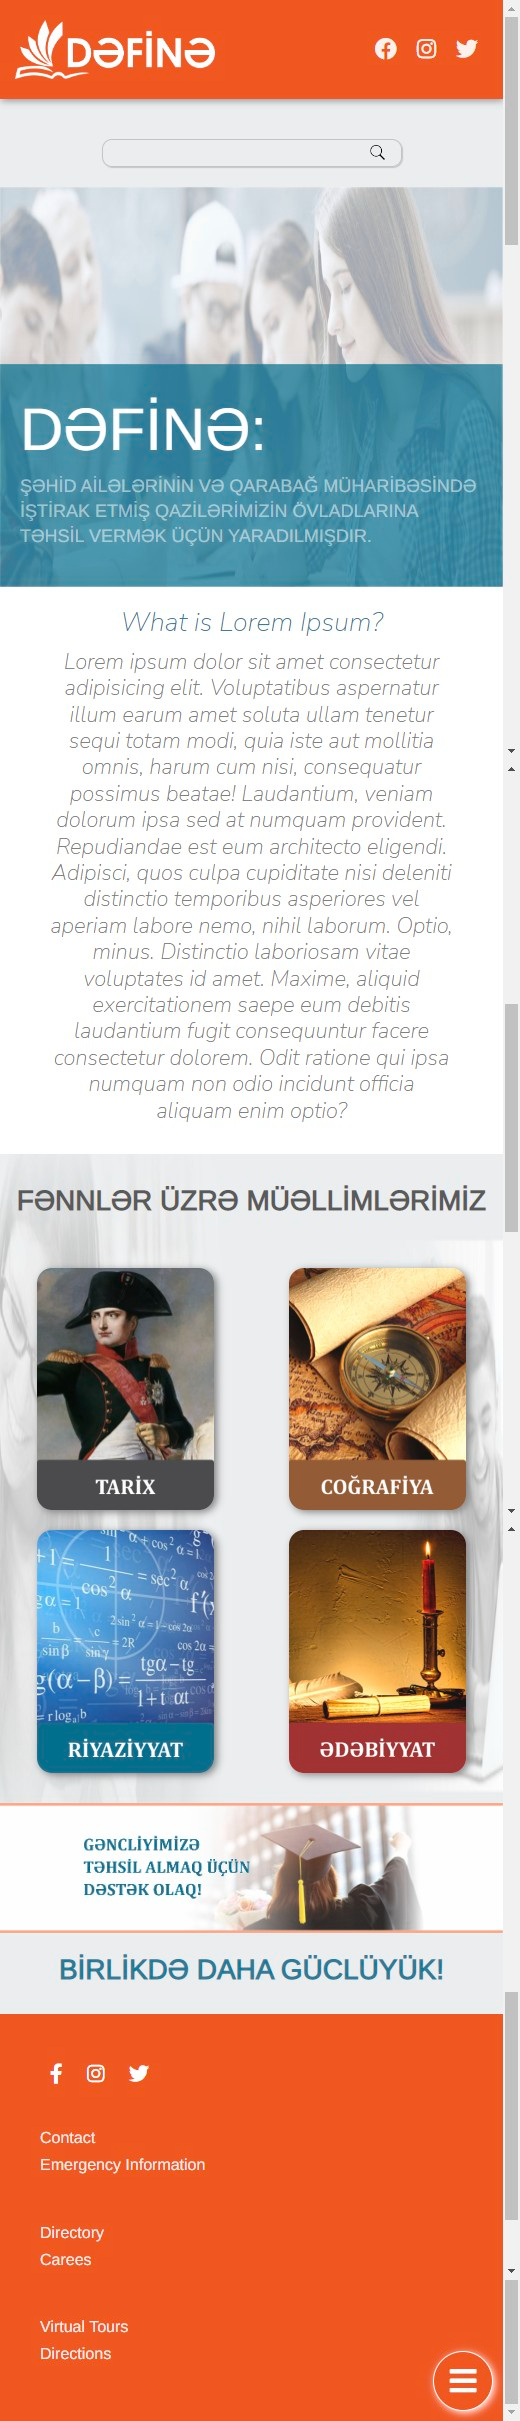 DƏFİNƏ
DƏFİNƏ:
ŞƏHİD AİLƏLƏRİNİN VƏ QARABAĞ MÜHARİBƏSİNDƏ
İŞTİRAK ETMİŞ QAZİLƏRİMİZİN ÖVLADLARINA
TƏHSİL VERMƏK ÜÇÜN YARADILMIŞDIR.
What is Lorem Ipsum?
Lorem ipsum dolor sit amet consectetur
adipisicing elit. Voluptatibus aspernatur
illum earum amet soluta ullam tenetur
sequi totam modi, quia iste aut mollitia
omnis, harum cum nisi, consequatur
possimus beatae! Laudantium, veniam
dolorum ipsa sed at numquam provident.
Repudiandae est eum architecto eligendi.
Adipisci, quos culpa cupiditate nisi deleniti
distinctio temporibus asperiores vel
aperiam labore nemo, nihil laborum. Optio,
minus. Distinctio laboriosam vitae
voluptates id amet. Maxime, aliquid
exercitationem saepe eum debitis
laudantium fugit consequuntur facere
consectetur dolorem. Odit ratione qui ipsa
numquam non odio incidunt officia
aliquam enim optio?
FƏNNLƏR ÜZRƏ MÜƏLLİMLƏRİMİZ
TARİX
COĞRAFİYA
RİYAZİYYAT
ƏDƏBİYYAT
GƏNCLİYİMİZƏ
TƏHSİL ALMAQ ÜÇÜN
DƏSTƏK OLAQ!
BİRLİKDƏ DAHA GÜCLÜYÜK!
Contact
Emergency Information
Directory
Carees
Virtual Tours
Directions